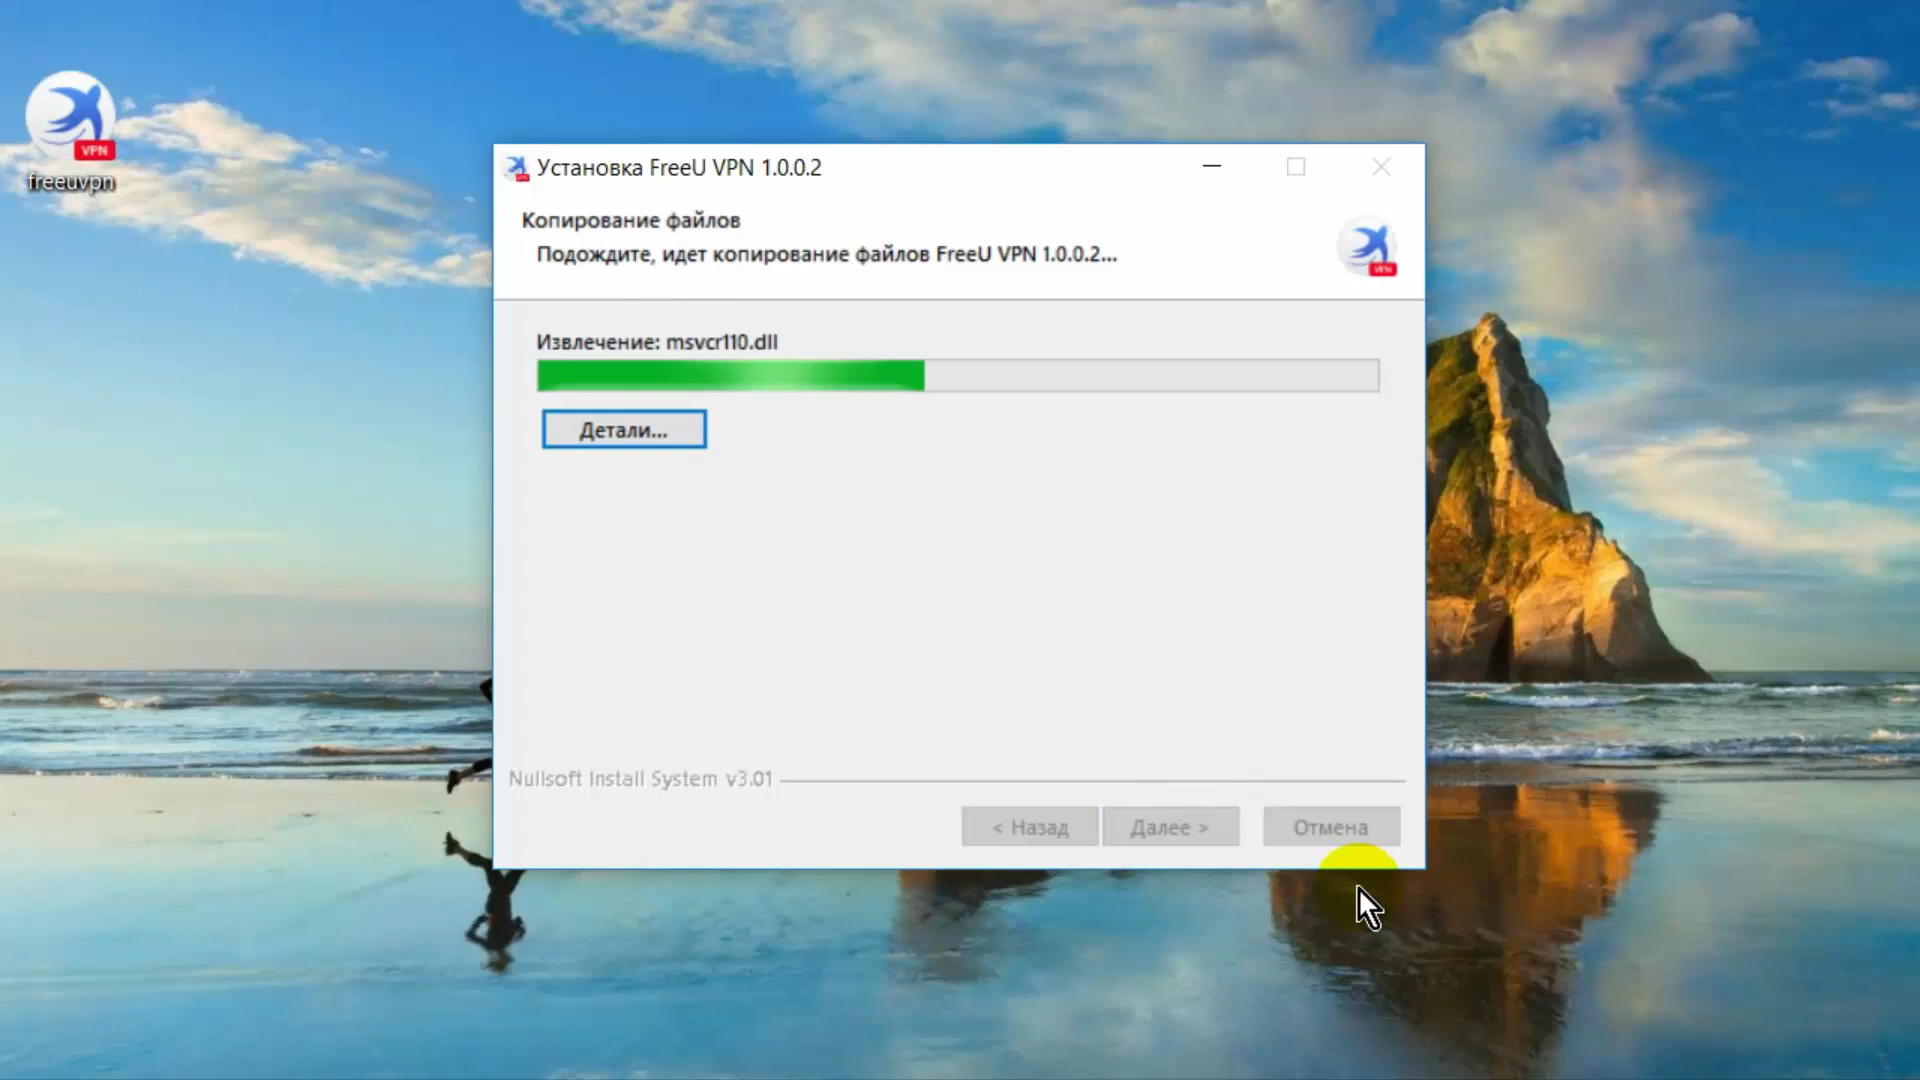 VPN
freeuvpn
Установка FreeU VPN 1.0.0.2
Копирование файлов
Подождите, идет копирование файлов FreeU VPN 1.0.0.2...
VPN
Извлечение: msvcr110.dll
Детали...
Nullsoft Install System v3.01
< Назад
Далее >
Отмена